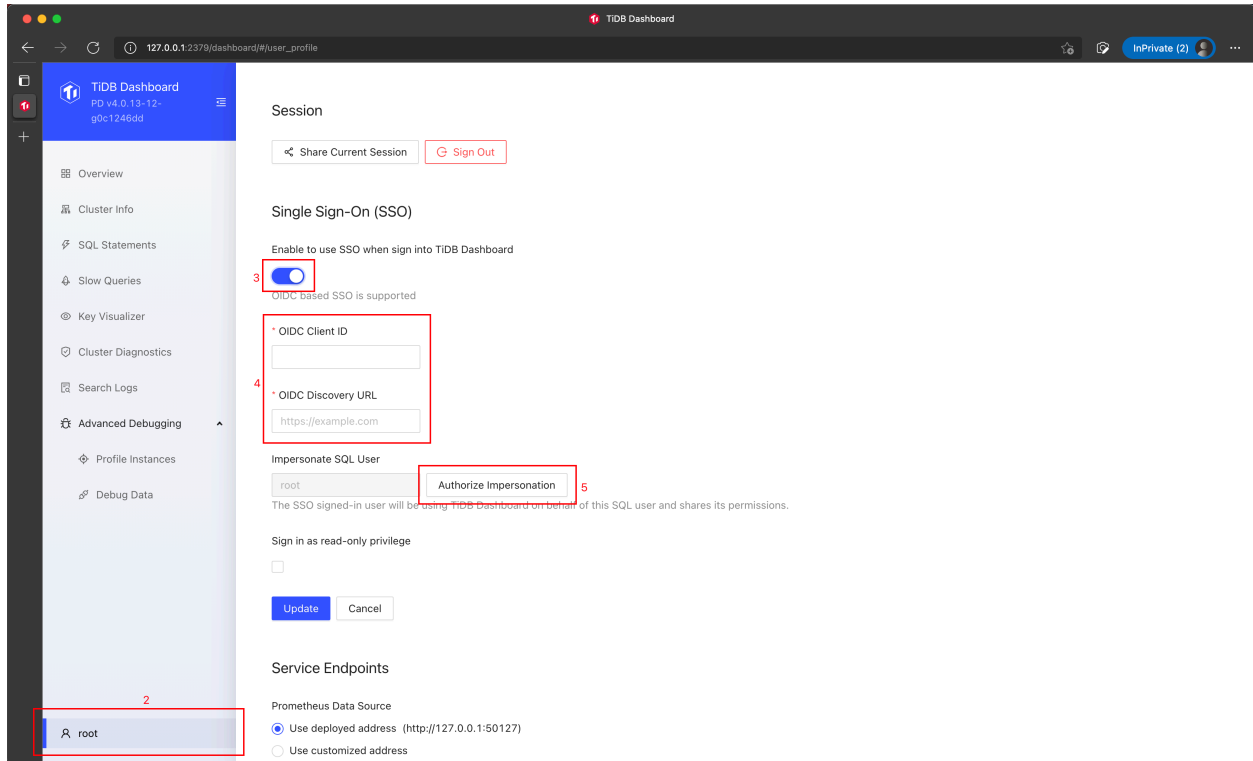 TiDB Dashboard
127.0.0.1:2379/dashboard/#/user_profile
InPrivate (2)
TiDB Dashboard
PD v4.0.13-12-
g0c1246dd
Overview
Cluster Info
SQL Statements
Slow Queries
Key Visualizer
Cluster Diagnostics
Search Logs
Advanced Debugging
Profile Instances
Debug Data
2
root
Session
Share Current Session
Sign Out
Single Sign-On (SSO)
Enable to use SSO when sign into TiDB Dashboard
3
OIDC based SSO is supported
* OIDC Client ID
4
* OIDC Discovery URL
https://example.com
Impersonate SQL User
root
Authorize Impersonation
5
The SSO signed-in user will be using TiDB Dashboard on behalf of this SQL user and shares its permissions.
Sign in as read-only privilege
Update
Cancel
Service Endpoints
Prometheus Data Source
Use deployed address (http://127.0.0.1:50127)
Use customized address